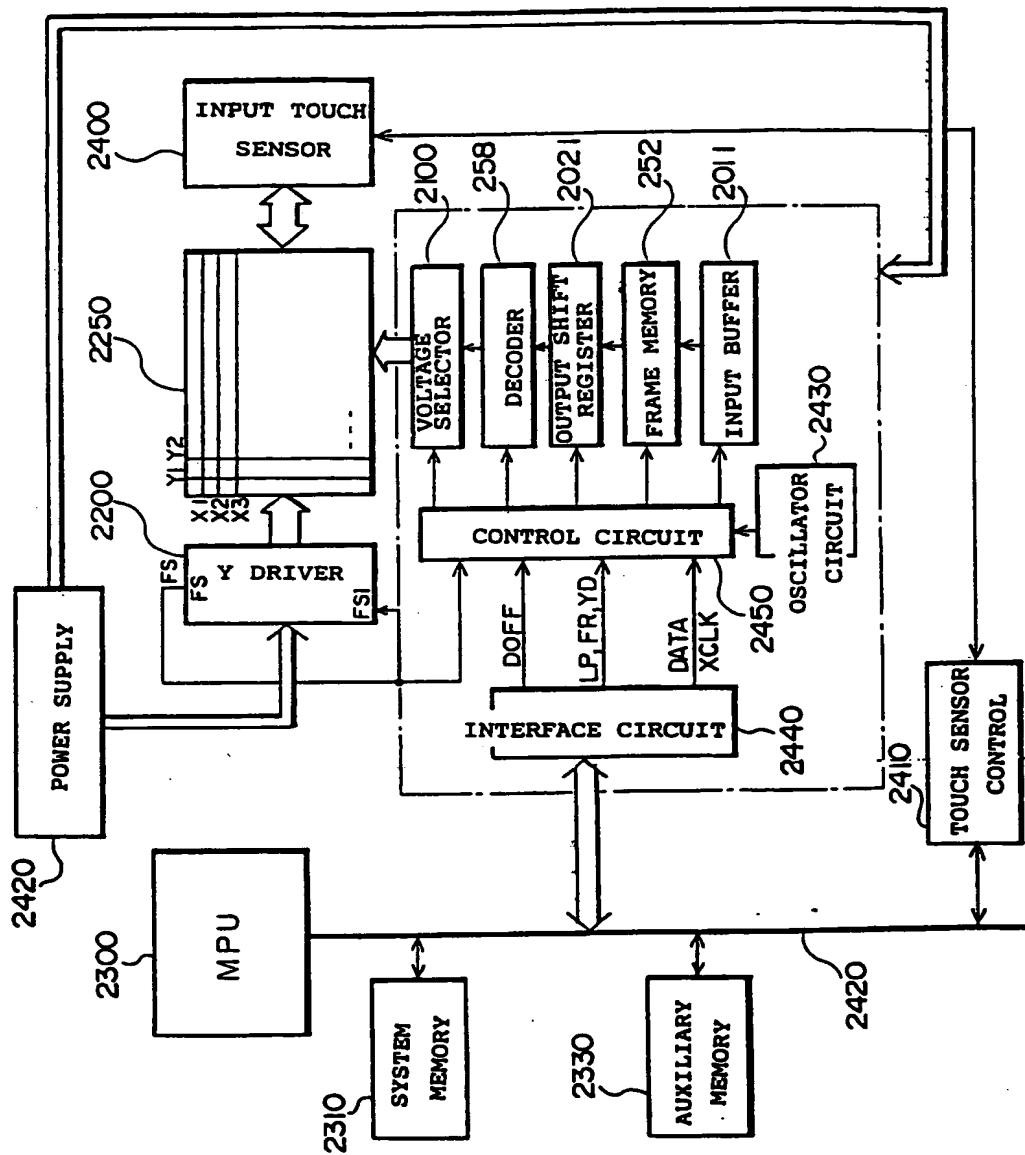 2420
POWER SUPPLY
2200
FS
FS
Y DRIVER
FS1
2250
Y1 Y2
X1
X2
X3
2400
INPUT TOUCH
SENSOR
2300
MPU
2310
SYSTEM
MEMORY
2330
AUXILIARY
MEMORY
2420
INTERFACE CIRCUIT
2440
DOFF
LP,FR,YD
DATA
XCLK
CONTROL CIRCUIT
2450
OSCILLATOR
CIRCUIT
2430
VOLTAGE
SELECTOR
2100
DECODER
258
OUTPUT SHIFT
REGISTER
2021
FRAME MEMORY
252
INPUT BUFFER
2011
2410
TOUCH SENSOR
CONTROL